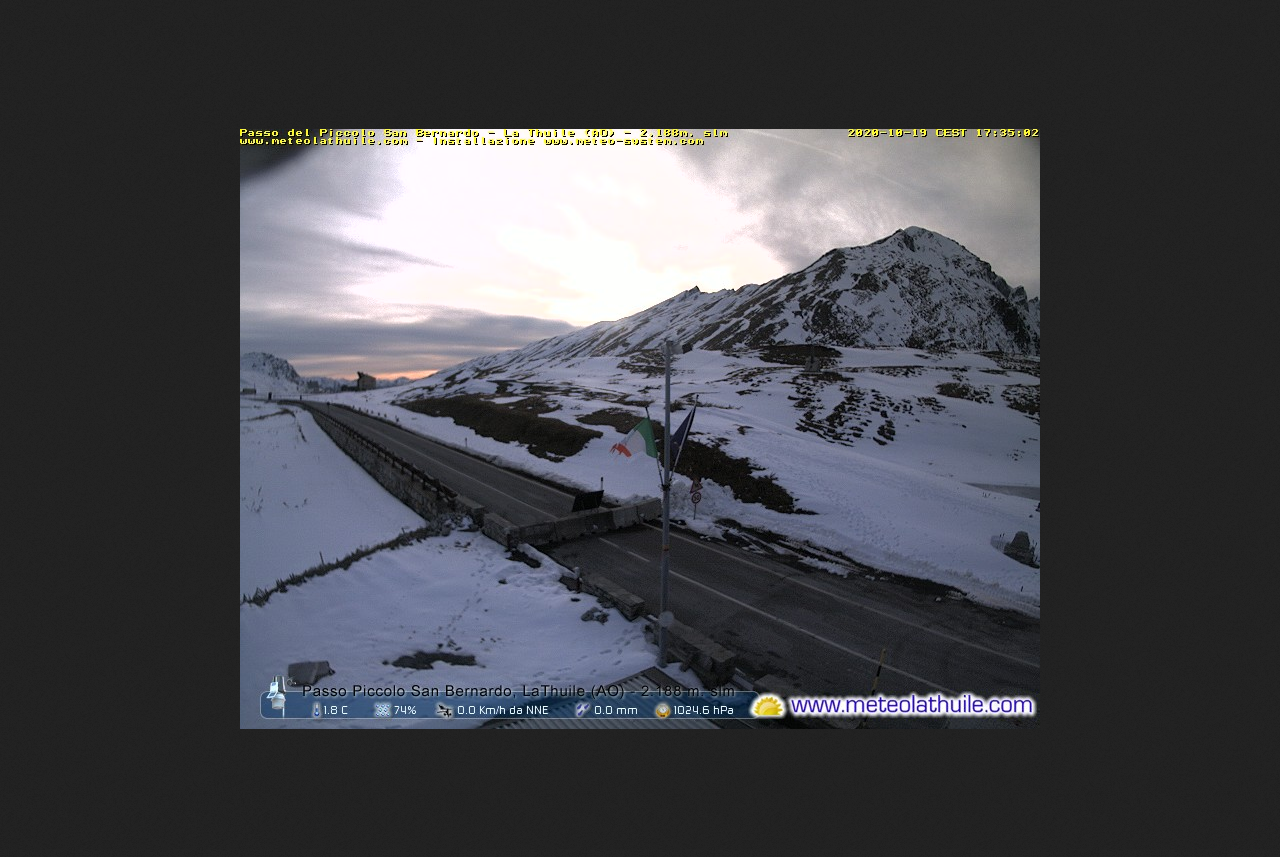 Passo del Piccolo San Bernardo - La Thuile (AO) - 2.188m. slm
2020-10-19 CEST 17:35:02
www.meteolathuile.com - Installazione www.meteo-system.com
Passo Piccolo San Bernardo, LaThuile (AO) - 2.188 m. slm
1.8 C 74% 0.0 Km/h da NNE 0.0 mm 1024.6 hPa
www.meteolathuile.com